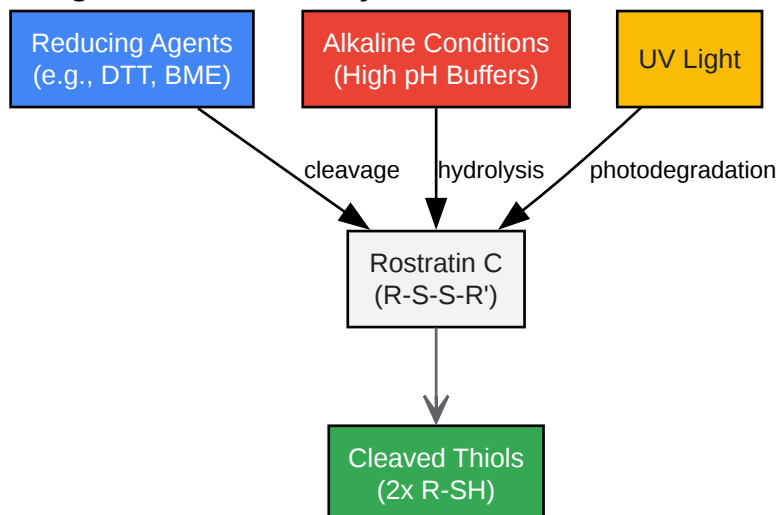 Reducing Agents
(e.g., DTT, BME)
Alkaline Conditions
(High pH Buffers)
UV Light
cleavage
hydrolysis
photodegradation
Rostratin C
(R-S-S-R')
Cleaved Thiols
(2x R-SH)